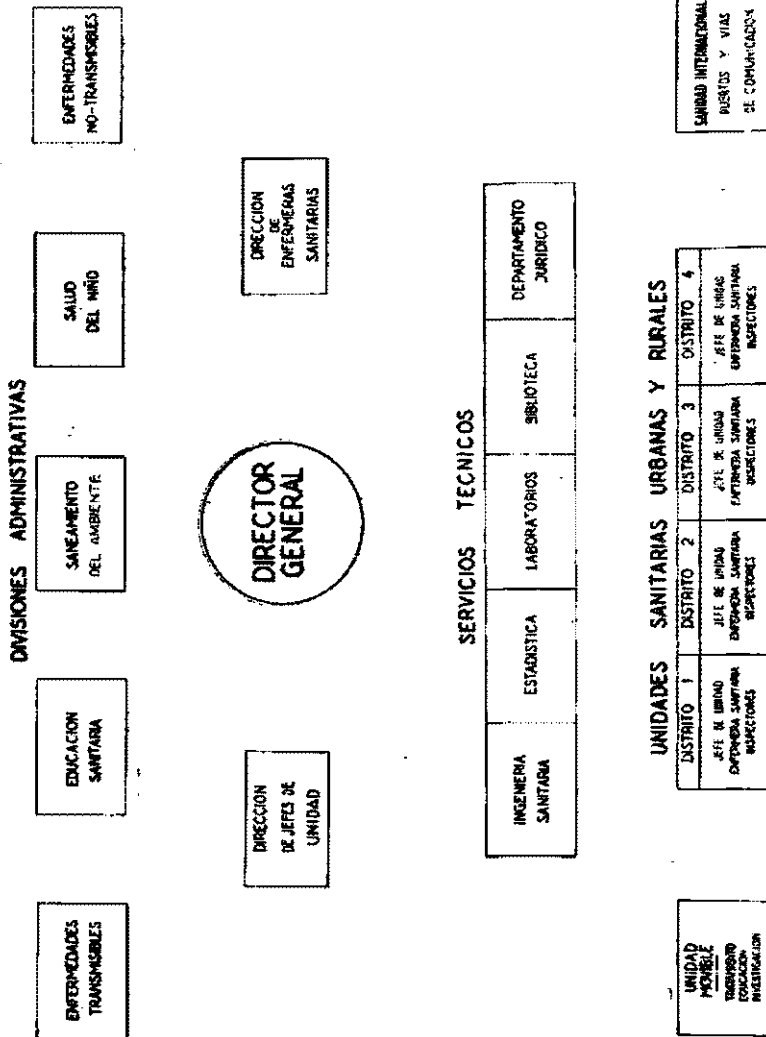 DIVISIONES ADMINISTRATIVAS
ENFERMEDADES
TRANSMISIBLES
EDUCACION
SANITARIA
SANEAMIENTO
DEL AMBIENTE
SALUD
DEL NIÑO
ENFERMEDADES
NO-TRANSMISIBLES
DIRECCION
DE JEFES DE
UNIDAD
DIRECTOR
GENERAL
DIRECCION
DE
ENFERMERAS
SANITARIAS
SERVICIOS TECNICOS
INGENIERIA
SANITARIA
ESTADISTICA
LABORATORIOS
BIBLIOTECA
DEPARTAMENTO
JURIDICO
UNIDADES SANITARIAS URBANAS Y RURALES
UNIDAD
MOVIBLE
TRATAMIENTO
EDUCACION
INVESTIGACION
DISTRITO 1
JEFE DE UNIDAD
ENFERMERA SANITARIA
INSPECTORES
DISTRITO 2
JEFE DE UNIDAD
ENFERMERA SANITARIA
INSPECTORES
DISTRITO 3
JEFE DE UNIDAD
ENFERMERA SANITARIA
INSPECTORES
DISTRITO 4
JEFE DE UNIDAD
ENFERMERA SANITARIA
INSPECTORES
SANIDAD INTERNACIONAL
PUERTOS Y VIAS
DE COMUNICACION